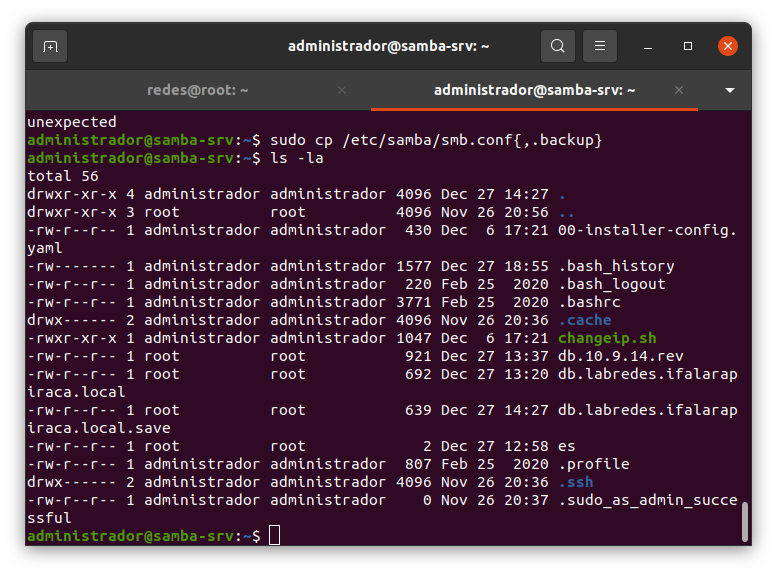 administrador@samba-srv: ~
redes@root: ~
administrador@samba-srv: ~
unexpected
administrador@samba-srv:~$ sudo cp /etc/samba/smb.conf{,.backup}
administrador@samba-srv:~$ ls -la
total 56
drwxr-xr-x 4 administrador administrador 4096 Dec 27 14:27 .
drwxr-xr-x 3 root          root          4096 Nov 26 20:56 ..
-rw-r--r-- 1 administrador administrador  430 Dec  6 17:21 00-installer-config.
yaml
-rw------- 1 administrador administrador 1577 Dec 27 18:55 .bash_history
-rw-r--r-- 1 administrador administrador  220 Feb 25  2020 .bash_logout
-rw-r--r-- 1 administrador administrador 3771 Feb 25  2020 .bashrc
drwx------ 2 administrador administrador 4096 Nov 26 20:36 .cache
-rwxr-xr-x 1 administrador administrador 1047 Dec  6 17:21 changeip.sh
-rw-r--r-- 1 root          root           921 Dec 27 13:37 db.10.9.14.rev
-rw-r--r-- 1 root          root           692 Dec 27 13:20 db.labredes.ifalarap
iraca.local
-rw-r--r-- 1 root          root           639 Dec 27 14:27 db.labredes.ifalarap
iraca.local.save
-rw-r--r-- 1 root          root             2 Dec 27 12:58 es
-rw-r--r-- 1 administrador administrador  807 Feb 25  2020 .profile
drwx------ 2 administrador administrador 4096 Nov 26 20:36 .ssh
-rw-r--r-- 1 administrador administrador    0 Nov 26 20:37 .sudo_as_admin_succe
ssful
administrador@samba-srv:~$